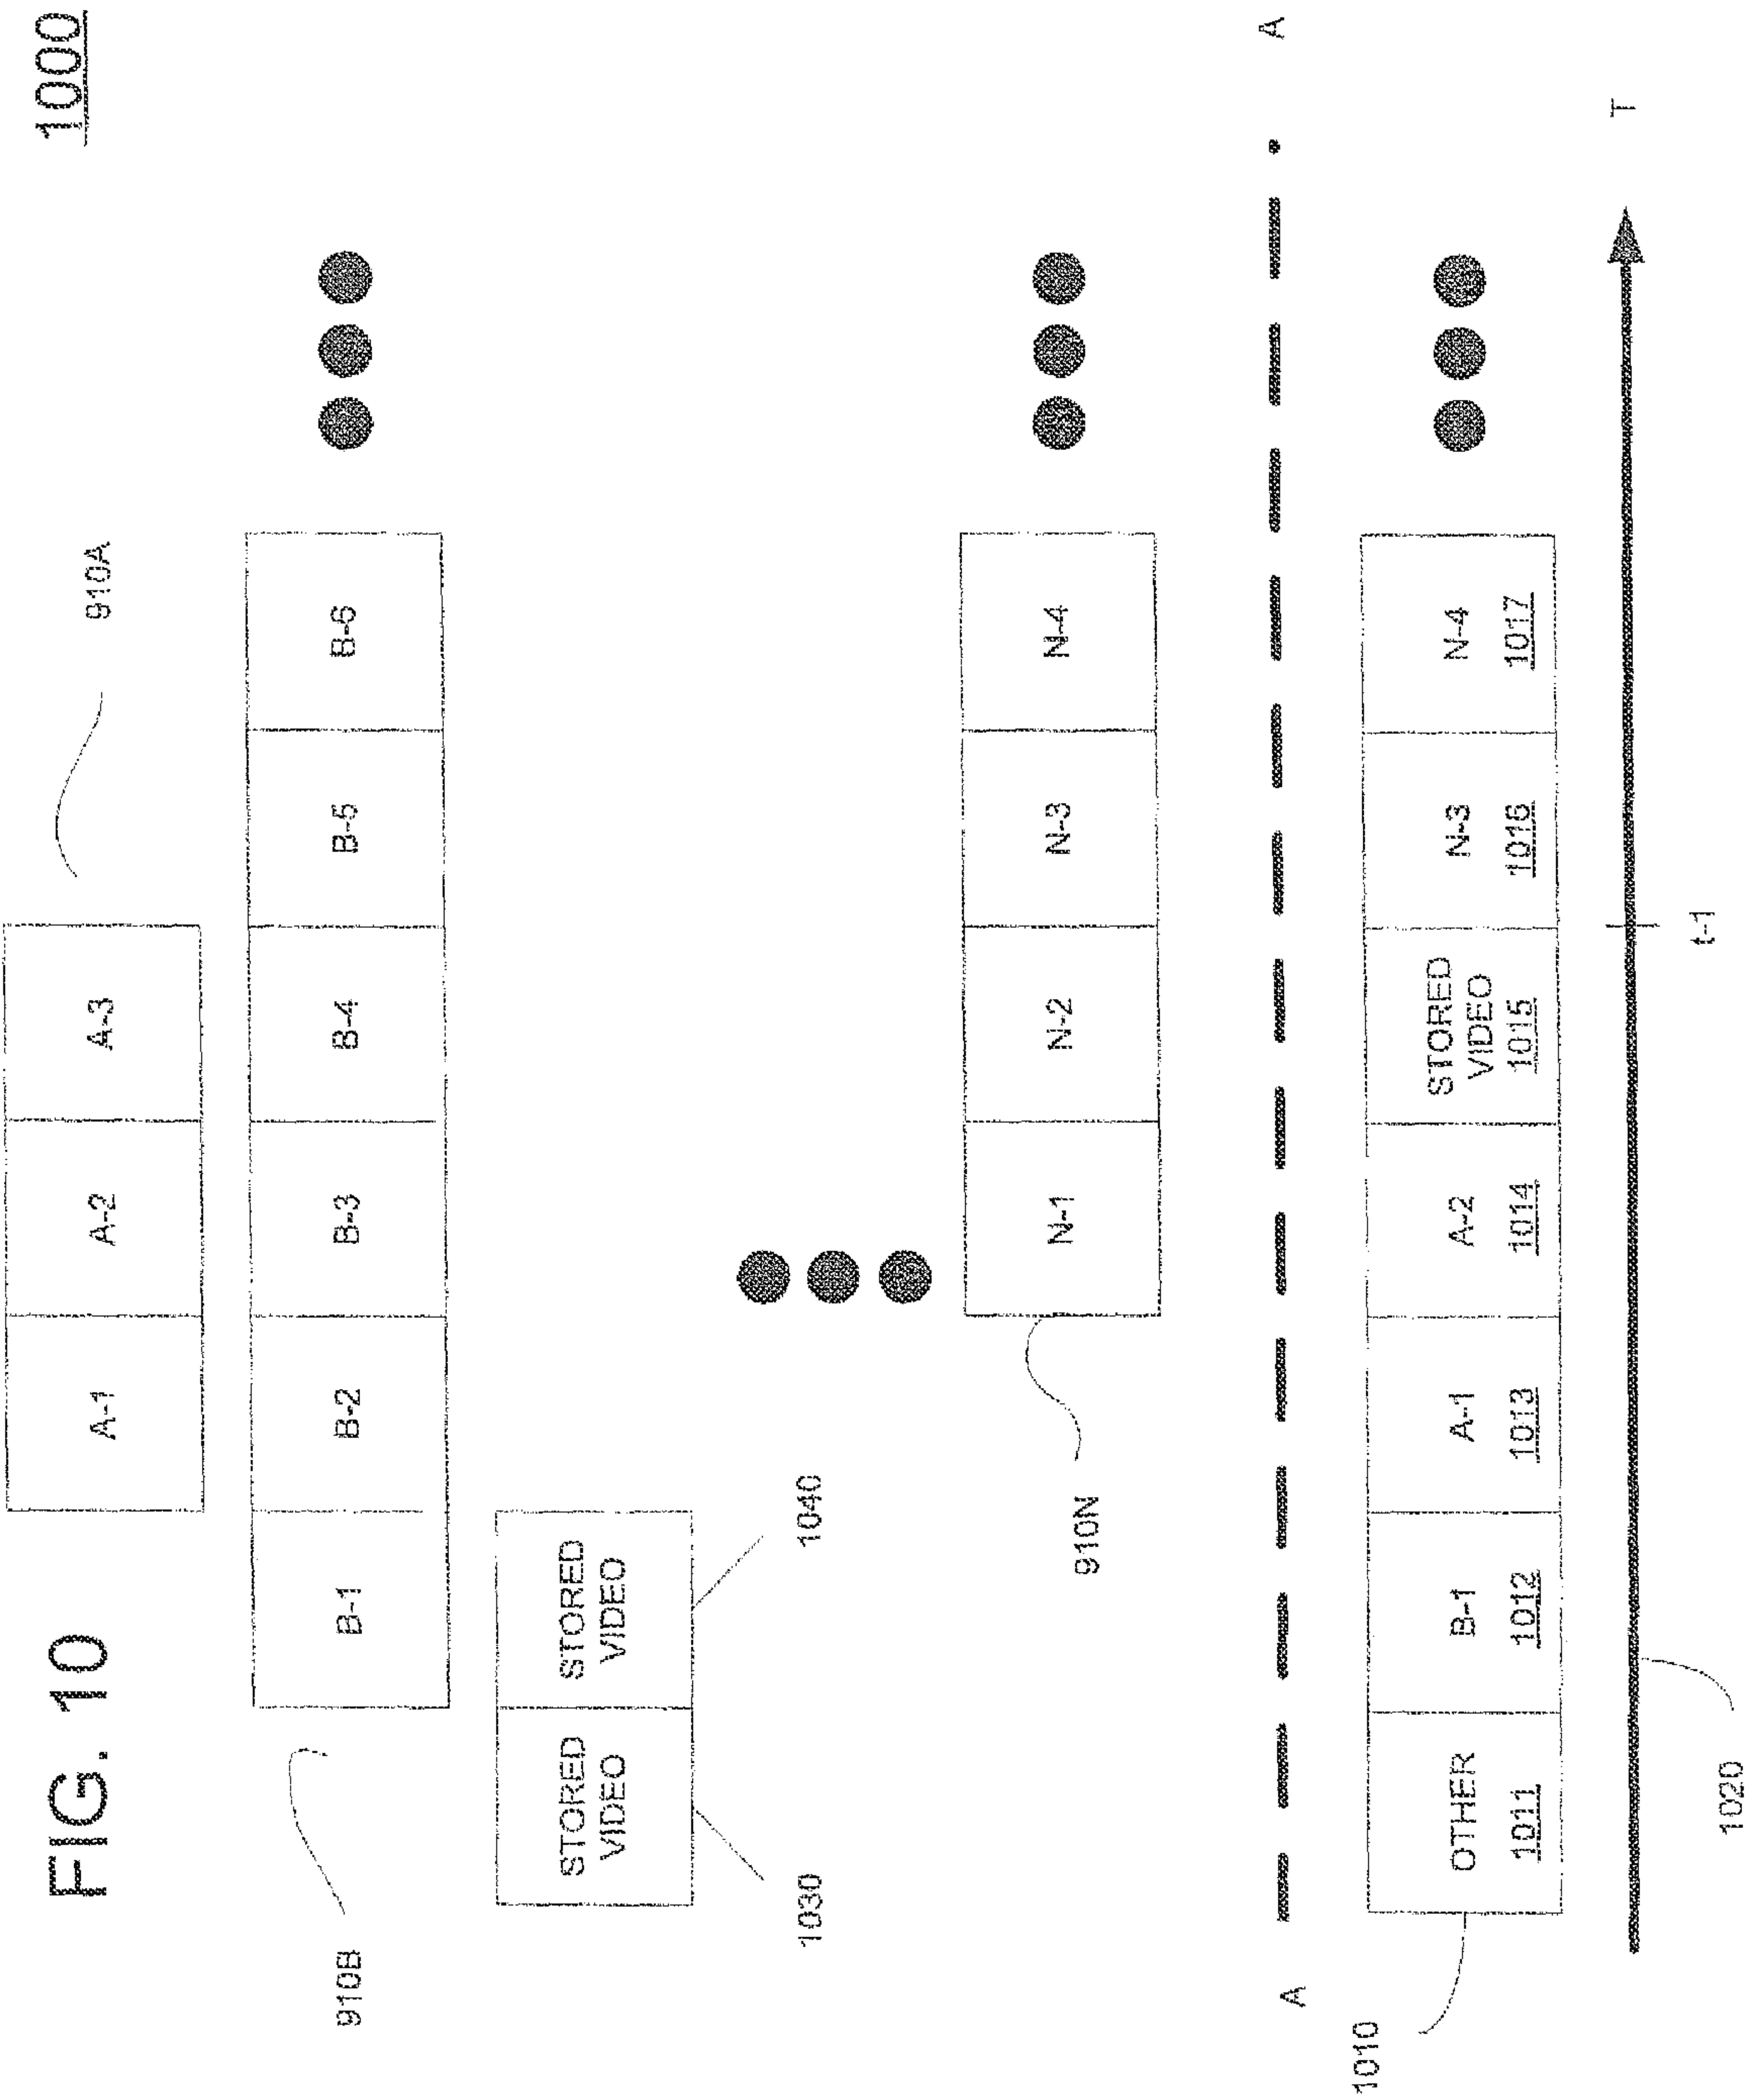 FIG. 10
1000
910A
A-1
A-2
A-3
910B
B-1
B-2
B-3
B-4
B-5
B-6
STORED
VIDEO
STORED
VIDEO
1030
1040
910N
N-1
N-2
N-3
N-4
A
A
1010
OTHER
1011
B-1
1012
A-1
1013
A-2
1014
STORED
VIDEO
1015
N-3
1016
N-4
1017
1020
t-1
T